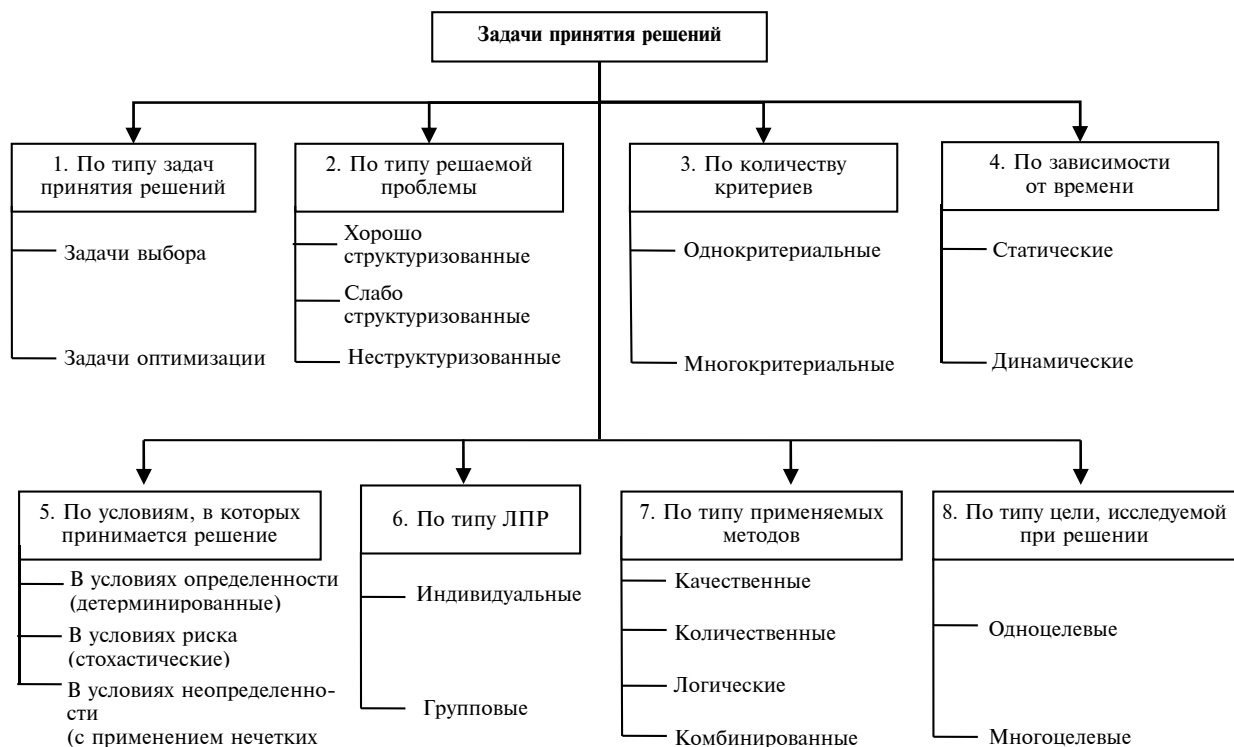 Задачи принятия решений
1. По типу задач
принятия решений
Задачи выбора
Задачи оптимизации
2. По типу решаемой
проблемы
Хорошо
структуризованные
Слабо
структуризованные
Неструктуризованные
3. По количеству
критериев
Однокритериальные
Многокритериальные
4. По зависимости
от времени
Статические
Динамические
5. По условиям, в которых
принимается решение
В условиях определенности
(детерминированные)
В условиях риска
(стохастические)
В условиях неопределенно-
сти
(с применением нечетких
6. По типу ЛПР
Индивидуальные
Групповые
7. По типу применяемых
методов
Качественные
Количественные
Логические
Комбинированные
8. По типу цели, исследуемой
при решении
Одноцелевые
Многоцелевые